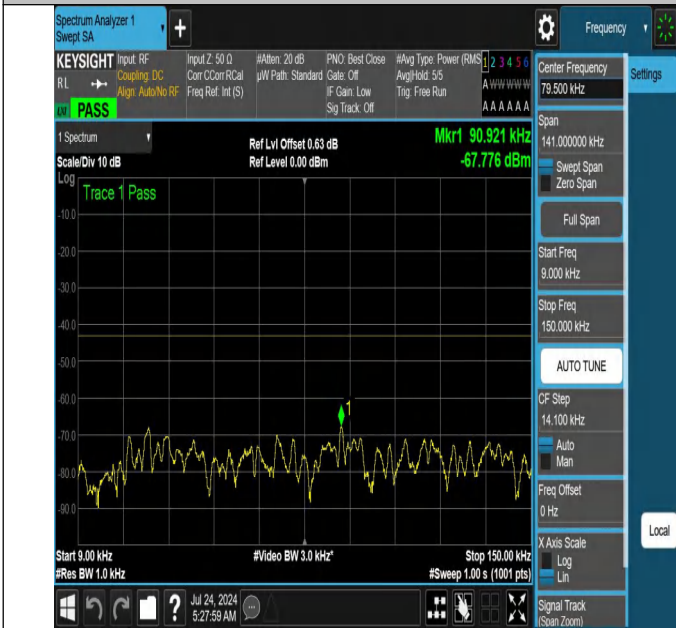 Spectrum Analyzer 1
Swept SA
+
Frequency
KEYSIGHT
RL
PASS
Input: RF
Coupling: DC
Align: Auto/No RF
Input Z: 50 Ω
Corr CCorr RCal
Freq Ref: Int (S)
#Atten: 20 dB
µW Path: Standard
PNO: Best Close
Gate: Off
IF Gain: Low
Sig Track: Off
#Avg Type: Power (RMS
Avg|Hold: 5/5
Trig: Free Run
1 2 3 4 5 6
A W W W W W
A A A A A A
Center Frequency
79.500 kHz
Settings
1 Spectrum
Scale/Div 10 dB
Ref Lvl Offset 0.63 dB
Ref Level 0.00 dBm
Mkr1 90.921 kHz
-67.776 dBm
Log
Trace 1 Pass
-10.0
-20.0
-30.0
-40.0
-50.0
-60.0
-70.0
-80.0
-90.0
1
Start 9.00 kHz
#Res BW 1.0 kHz
#Video BW 3.0 kHz*
Stop 150.00 kHz
#Sweep 1.00 s (1001 pts)
Span
141.000000 kHz
Swept Span
Zero Span
Full Span
Start Freq
9.000 kHz
Stop Freq
150.000 kHz
AUTO TUNE
CF Step
14.100 kHz
Auto
Man
Freq Offset
0 Hz
X Axis Scale
Log
Lin
Local
Signal Track
(Span Zoom)
?
Jul 24, 2024
5:27:59 AM